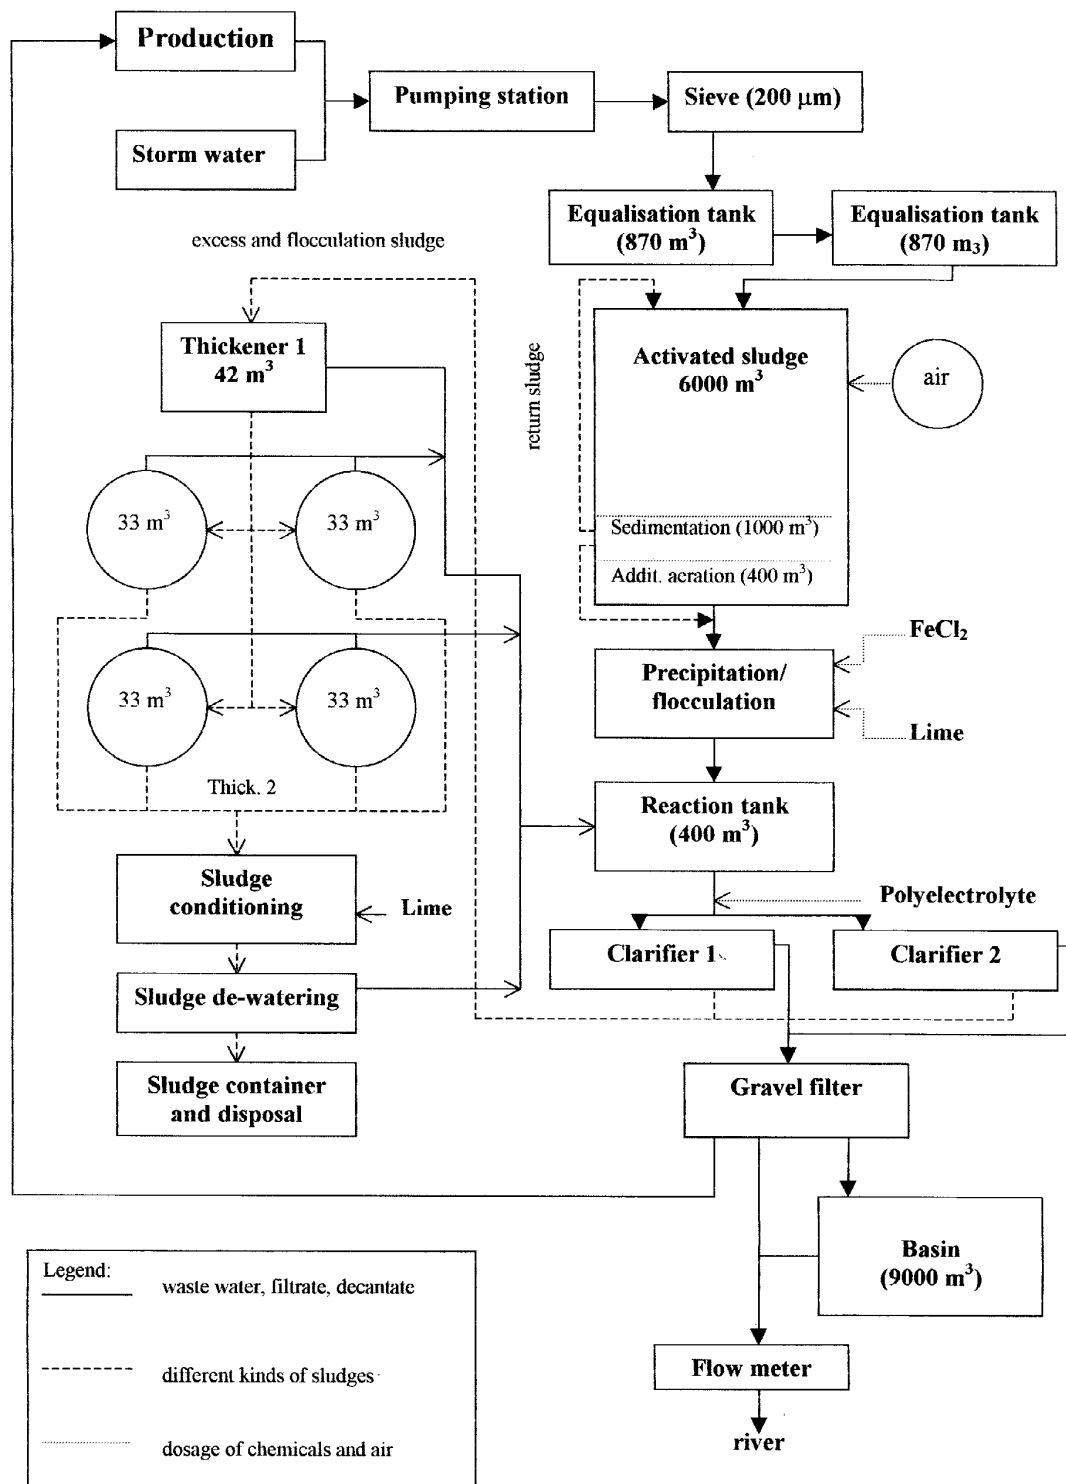 Production
Storm water
Pumping station
Sieve (200 μm)
Equalisation tank
(870 m³)
Equalisation tank
(870 m₃)
excess and flocculation sludge
Thickener 1
42 m³
return sludge
Activated sludge
6000 m³
air
33 m³
33 m³
Sedimentation (1000 m³)
Addit. aeration (400 m³)
FeCl₂
Precipitation/
flocculation
Lime
33 m³
33 m³
Thick. 2
Reaction tank
(400 m³)
Sludge
conditioning
Lime
Polyelectrolyte
Clarifier 1
Clarifier 2
Sludge de-watering
Sludge container
and disposal
Gravel filter
Basin
(9000 m³)
Flow meter
river
Legend:
waste water, filtrate, decantate
different kinds of sludges
dosage of chemicals and air